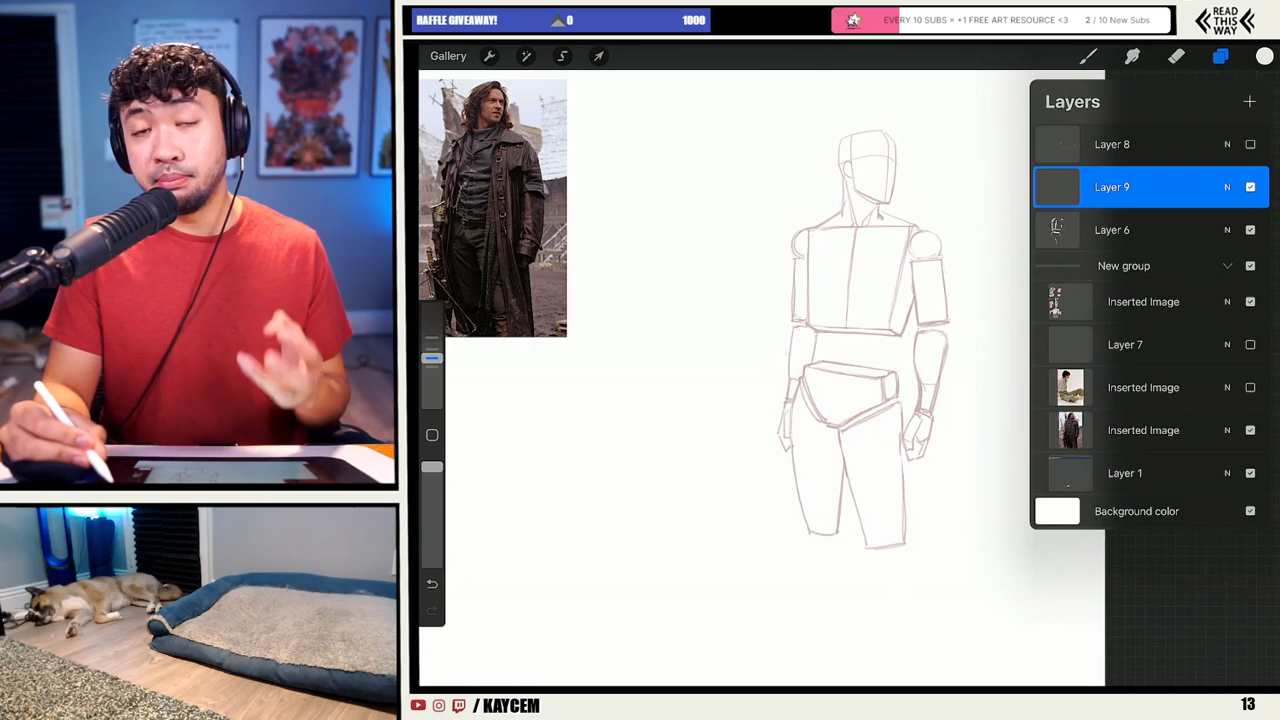 RAFFLE GIVEAWAY! 0 1000
EVERY 10 SUBS = +1 FREE ART RESOURCE <3 2 / 10 New Subs
READ
THIS
WAY
Gallery
Layers
Layer 8 N
Layer 9 N
Layer 6 N
New group
Inserted Image N
Layer 7 N
Inserted Image N
Inserted Image N
Layer 1 N
Background color
/ KAYCEM
13